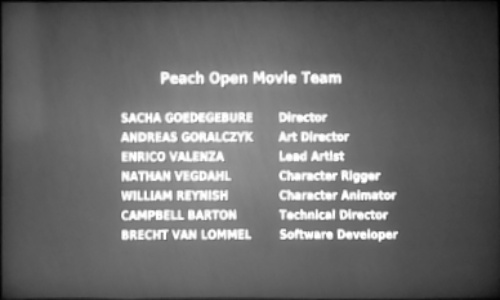 Peach Open Movie Team
SACHA GOEDEGEBURE Director
ANDREAS GORALCZYK Art Director
ENRICO VALENZA Lead Artist
NATHAN VEGDAHL Character Rigger
WILLIAM REYNISH Character Animator
CAMPBELL BARTON Technical Director
BRECHT VAN LOMMEL Software Developer